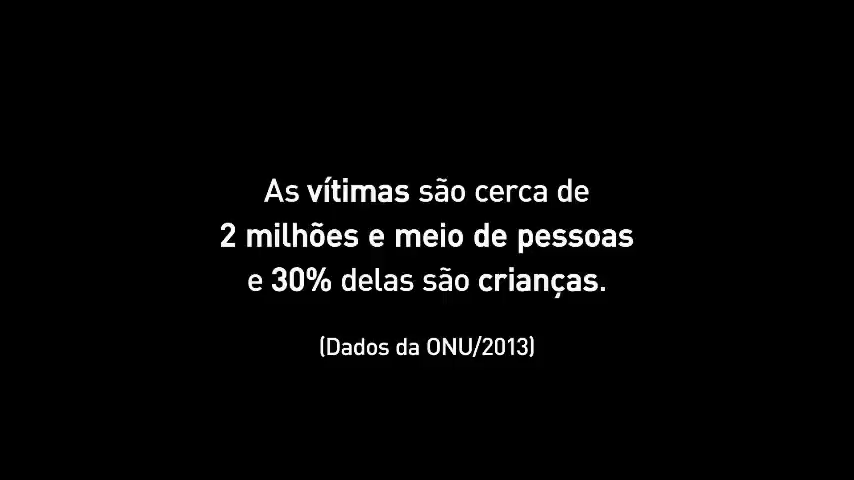 As vítimas são cerca de
2 milhões e meio de pessoas
e 30% delas são crianças.
(Dados da ONU/2013)